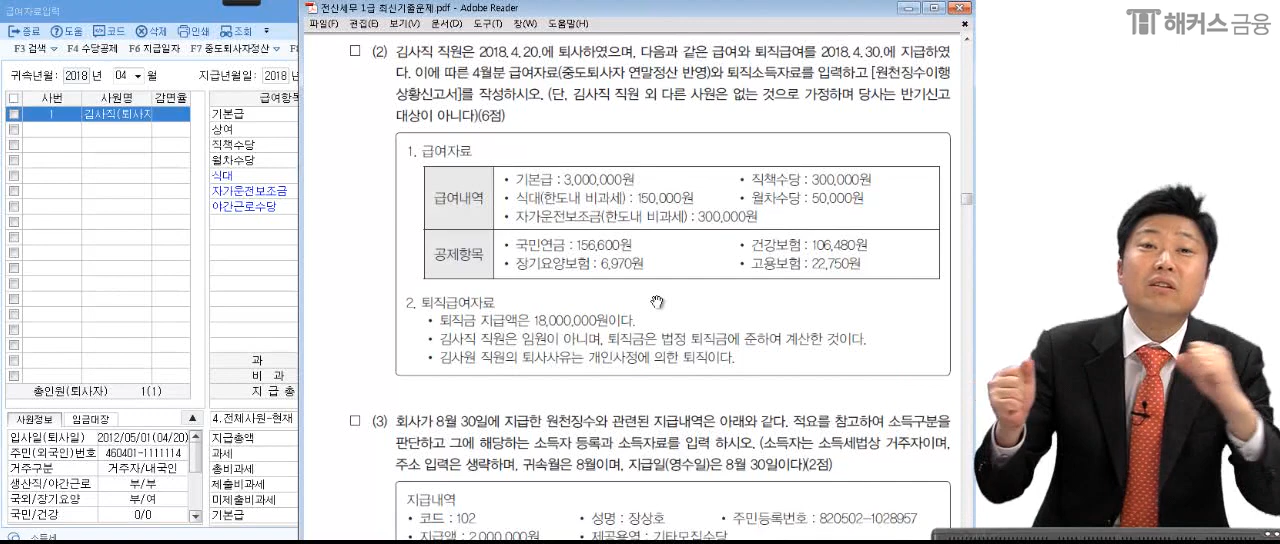 급여자료입력
종료 도움 코드 삭제 인쇄 조회
F3 검색 F4 수당공제 F6 지급일자 F7 중도퇴사자정산
귀속년월: 2018 년 04 월 지급년월일: 2018 년
사번 사원명 감면율 급여항목
1 김사직(퇴사자
기본급
상여
직책수당
월차수당
식대
자가운전보조금
야간근로수당
과
비 과
지 급 총
총인원(퇴사자) 1(1)
사원정보 임금대장 4.전체사원-현재
입사일(퇴사일) 2012/05/01(04/20) 지급총액
주민(외국인)번호 460401-1111114 과세
거주구분 거주자/내국인 총비과세
생산직/야간근로 부/부 제출비과세
국외/장기요양 부/여 미제출비과세
국민/건강 0/0 기본급
소득세
전산세무 1급 최신기출문제.pdf - Adobe Reader
파일(F) 편집(E) 보기(V) 문서(D) 도구(T) 창(W) 도움말(H)
(2) 김사직 직원은 2018. 4. 20.에 퇴사하였으며, 다음과 같은 급여와 퇴직급여를 2018. 4. 30.에 지급하였
다. 이에 따른 4월분 급여자료(중도퇴사자 연말정산 반영)와 퇴직소득자료를 입력하고 [원천징수이행
상황신고서]를 작성하시오. (단, 김사직 직원 외 다른 사원은 없는 것으로 가정하며 당사는 반기신고
대상이 아니다)(6점)
1. 급여자료
급여내역
• 기본급 : 3,000,000원 • 직책수당 : 300,000원
• 식대(한도내 비과세) : 150,000원 • 월차수당 : 50,000원
• 자가운전보조금(한도내 비과세) : 300,000원
공제항목
• 국민연금 : 156,600원 • 건강보험 : 106,480원
• 장기요양보험 : 6,970원 • 고용보험 : 22,750원
2. 퇴직급여자료
• 퇴직금 지급액은 18,000,000원이다.
• 김사직 직원은 임원이 아니며, 퇴직금은 법정 퇴직금에 준하여 계산한 것이다.
• 김사원 직원의 퇴사사유는 개인사정에 의한 퇴직이다.
(3) 회사가 8월 30일에 지급한 원천징수와 관련된 지급내역은 아래와 같다. 적요를 참고하여 소득구분을
판단하고 그에 해당하는 소득자 등록과 소득자료를 입력 하시오. (소득자는 소득세법상 거주자이며,
주소 입력은 생략하며, 귀속월은 8월이며, 지급일(영수일)은 8월 30일이다)(2점)
지급내역
• 코드 : 102 • 성명 : 장상호 • 주민등록번호 : 820502-1028957
• 지급액 : 2,000,000원 • 제공용역 : 기타모집수당
해커스 금융